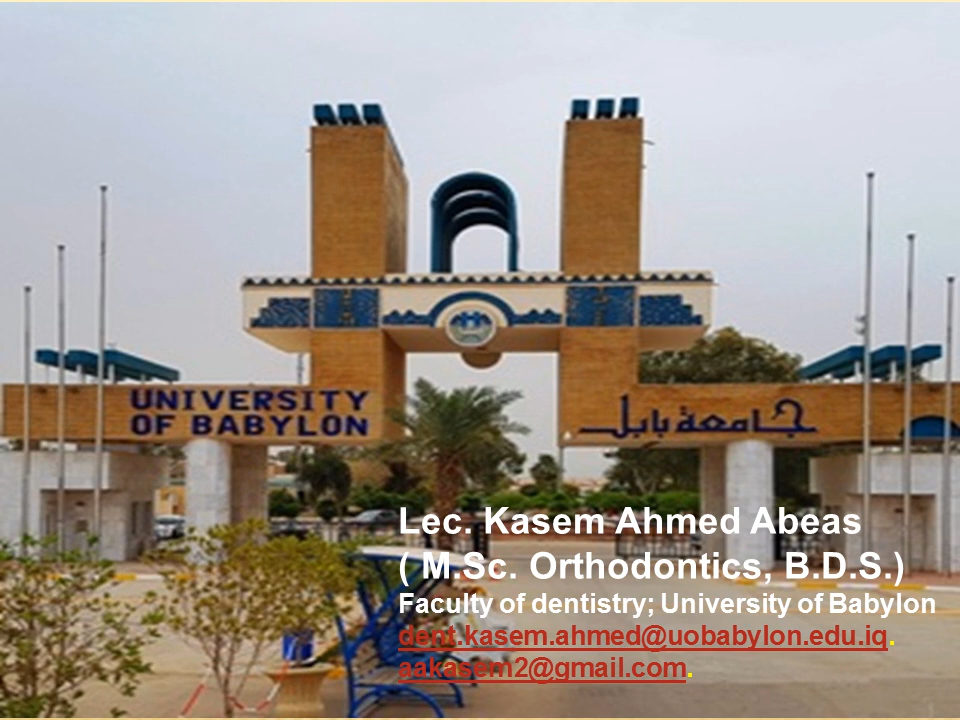 UNIVERSITY
OF BABYLON
جامعة بابل
Lec. Kasem Ahmed Abeas
( M.Sc. Orthodontics, B.D.S.)
Faculty of dentistry; University of Babylon
dent.kasem.ahmed@uobabylon.edu.iq.
aakasem2@gmail.com.